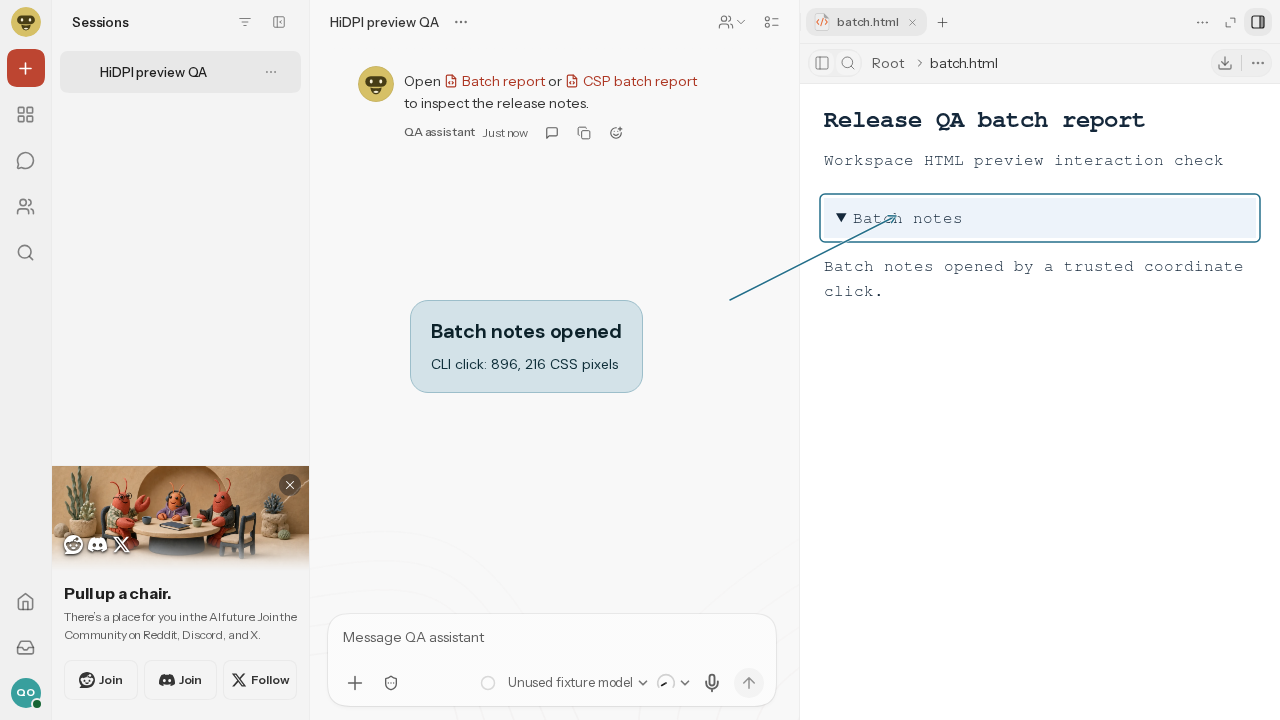 Sessions
HiDPI preview QA
Pull up a chair.
There's a place for you in the AI future. Join the
Community on Reddit, Discord, and X.
Join
Join
Follow
QO
HiDPI preview QA
Open Batch report or CSP batch report
to inspect the release notes.
QA assistant Just now
Batch notes opened
CLI click: 896, 216 CSS pixels
Message QA assistant
Unused fixture model
batch.html
Root > batch.html
Release QA batch report
Workspace HTML preview interaction check
Batch notes
Batch notes opened by a trusted coordinate
click.